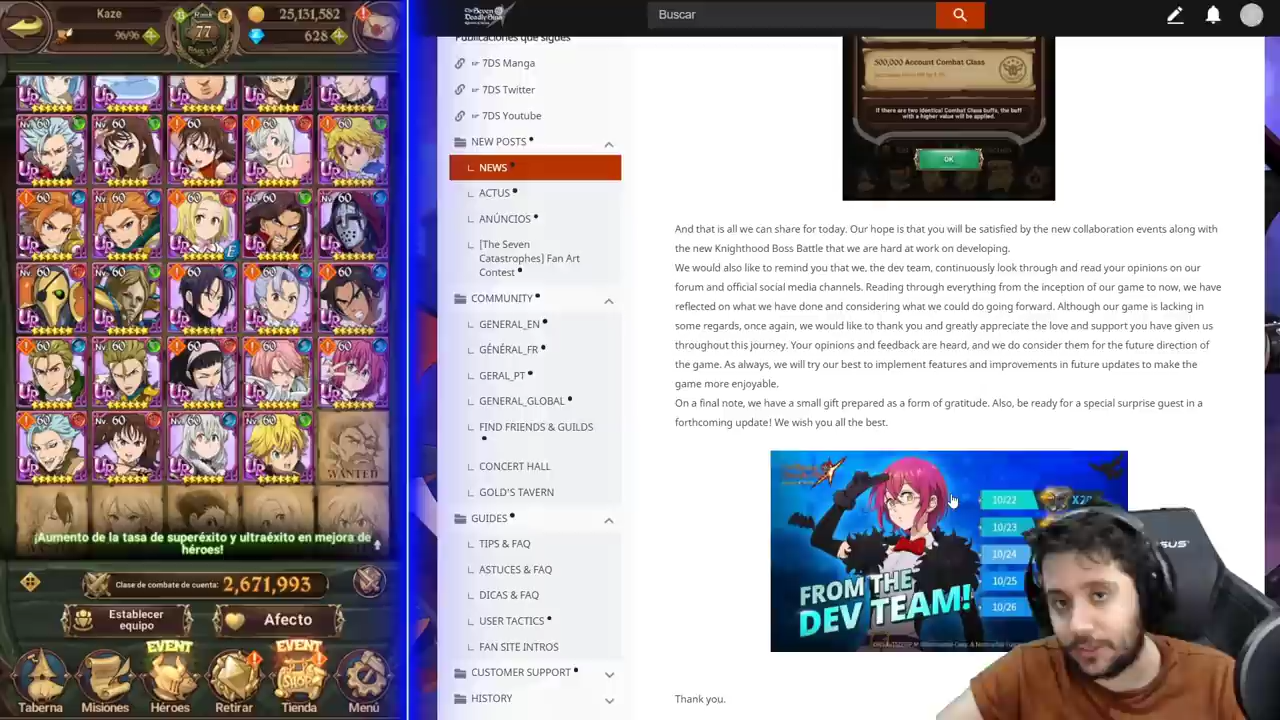 Kaze
96/96
Rank
77
25,131,582
628
The Seven
Deadly Sins
Buscar
Publicaciones que sigues
7DS Manga
7DS Twitter
7DS Youtube
NEW POSTS
NEWS
ACTUS
ANÚNCIOS
[The Seven
Catastrophes] Fan Art
Contest
COMMUNITY
GENERAL_EN
GÉNÉRAL_FR
GERAL_PT
GENERAL_GLOBAL
FIND FRIENDS & GUILDS
CONCERT HALL
GOLD'S TAVERN
GUIDES
TIPS & FAQ
ASTUCES & FAQ
DICAS & FAQ
USER TACTICS
FAN SITE INTROS
CUSTOMER SUPPORT
HISTORY
500,000 Account Combat Class
If there are two identical Combat Class buffs, the buff
with a higher value will be applied.
OK
And that is all we can share for today. Our hope is that you will be satisfied by the new collaboration events along with
the new Knighthood Boss Battle that we are hard at work on developing.
We would also like to remind you that we, the dev team, continuously look through and read your opinions on our
forum and official social media channels. Reading through everything from the inception of our game to now, we have
reflected on what we have done and considering what we could do going forward. Although our game is lacking in
some regards, once again, we would like to thank you and greatly appreciate the love and support you have given us
throughout this journey. Your opinions and feedback are heard, and we do consider them for the future direction of
the game. As always, we will try our best to implement features and improvements in future updates to make the
game more enjoyable.
On a final note, we have a small gift prepared as a form of gratitude. Also, be ready for a special surprise guest in a
forthcoming update! We wish you all the best.
FROM THE
DEV TEAM!
10/22
10/23
10/24
10/25
10/26
Thank you.
WANTED
¡Aumento de la tasa de superéxito y ultraéxito en mejora de
héroes!
Clase de combate de cuenta: 2,671,993
Establecer
equipo
Afecto
EVENT
EVENT
SHOP
Taberna
Misiones
Héroes
Retirar
Tienda
Menú